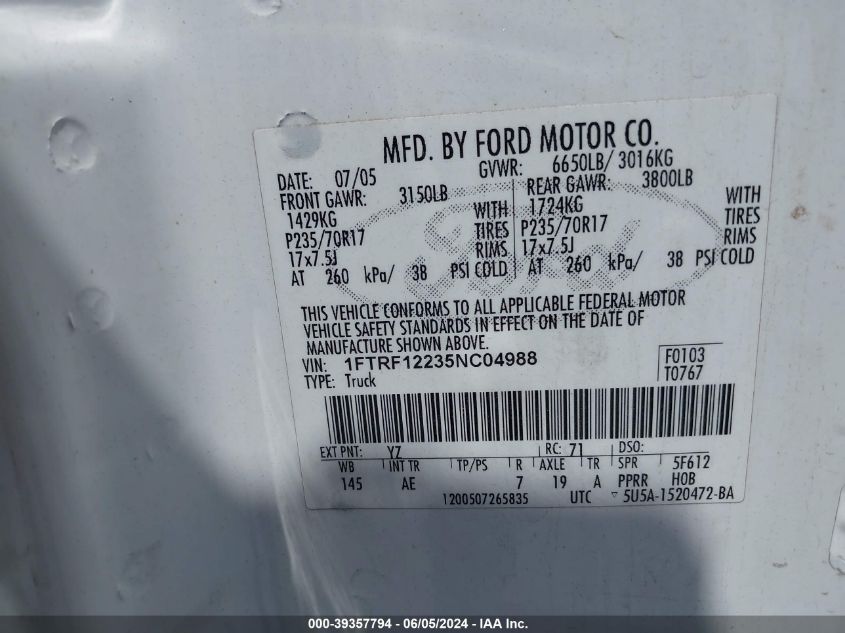 MFD. BY FORD MOTOR CO.
DATE: 07/05 GVWR: 6650LB/ 3016KG
FRONT GAWR: 3150LB REAR GAWR: 3800LB
1429KG WITH 1724KG WITH
P235/70R17 TIRES P235/70R17 TIRES
17x7.5J RIMS 17x7.5J RIMS
AT 260 kPa/ 38 PSI COLD AT 260 kPa/ 38 PSI COLD
Ford
THIS VEHICLE CONFORMS TO ALL APPLICABLE FEDERAL MOTOR
VEHICLE SAFETY STANDARDS IN EFFECT ON THE DATE OF
MANUFACTURE SHOWN ABOVE.
VIN: 1FTRF12235NC04988 F0103
TYPE: Truck T0767
EXT PNT: YZ RC: 71 DSO:
WB INT TR TP/PS R AXLE TR SPR 5F612
145 AE 7 19 A PPRR H0B
1200507265835 UTC ▽ 5U5A-1520472-BA
000-39357794 - 06/05/2024 - IAA Inc.